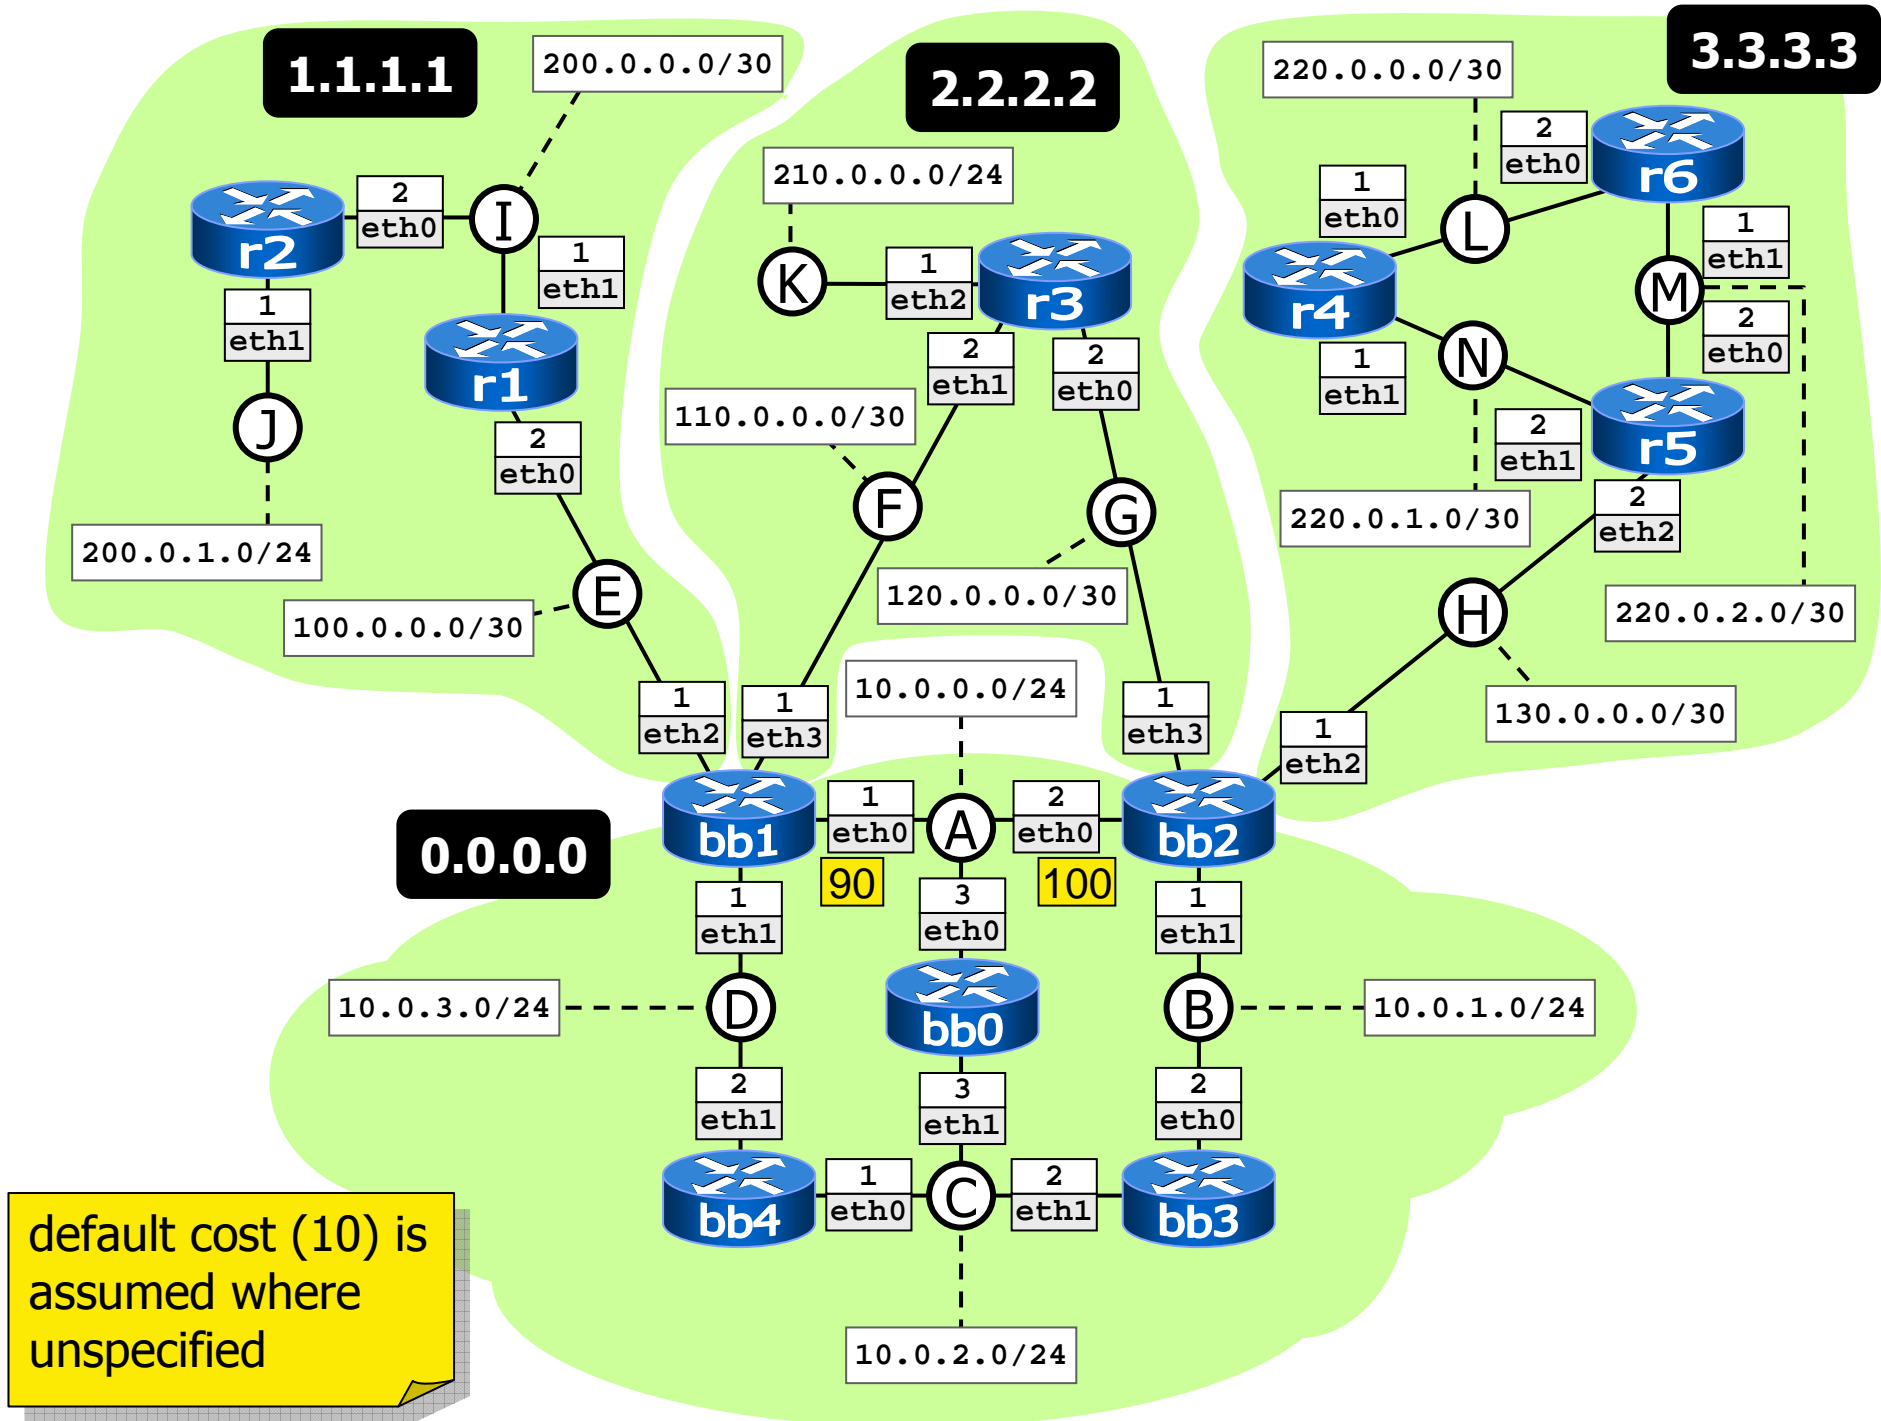 1.1.1.1
200.0.0.0/30
2.2.2.2
220.0.0.0/30
3.3.3.3
2
eth0
r6
210.0.0.0/24
1
eth0
L
r2
2
eth0
I
1
eth1
1
eth1
K
1
eth2
r3
r4
M
1
eth1
r1
2
eth1
2
eth0
1
eth1
N
2
eth0
J
110.0.0.0/30
2
eth0
2
eth1
r5
F
G
220.0.1.0/30
2
eth2
200.0.1.0/24
E
100.0.0.0/30
120.0.0.0/30
H
220.0.2.0/30
10.0.0.0/24
1
eth2
1
eth3
1
eth3
1
eth2
130.0.0.0/30
0.0.0.0
bb1
1
eth0
A
2
eth0
bb2
90
100
1
eth1
3
eth0
1
eth1
10.0.3.0/24
D
bb0
B
10.0.1.0/24
2
eth1
3
eth1
2
eth0
bb4
1
eth0
C
2
eth1
bb3
10.0.2.0/24
default cost (10) is
assumed where
unspecified